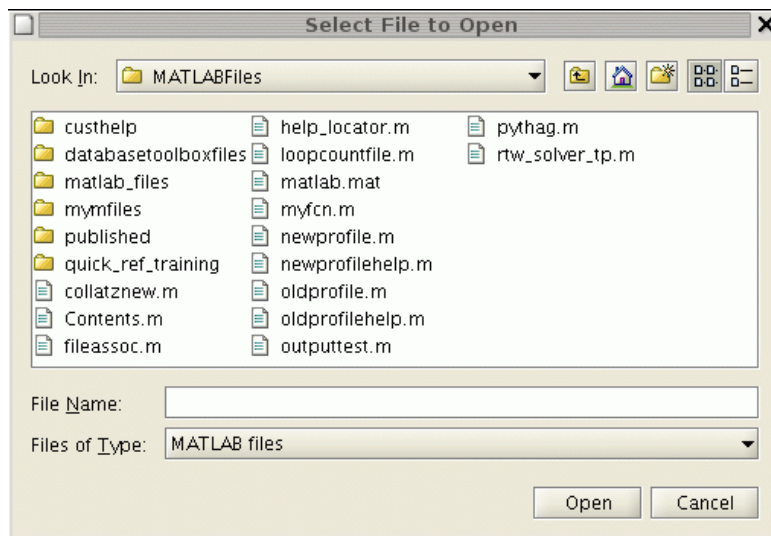 Select File to Open
Look In: MATLABFiles
custhelp
databasetoolboxfiles
matlab_files
mymfiles
published
quick_ref_training
collatznew.m
Contents.m
fileassoc.m
help_locator.m
loopcountfile.m
matlab.mat
myfcn.m
newprofile.m
newprofilehelp.m
oldprofile.m
oldprofilehelp.m
outputtest.m
pythag.m
rtw_solver_tp.m
File Name:
Files of Type: MATLAB files
Open Cancel